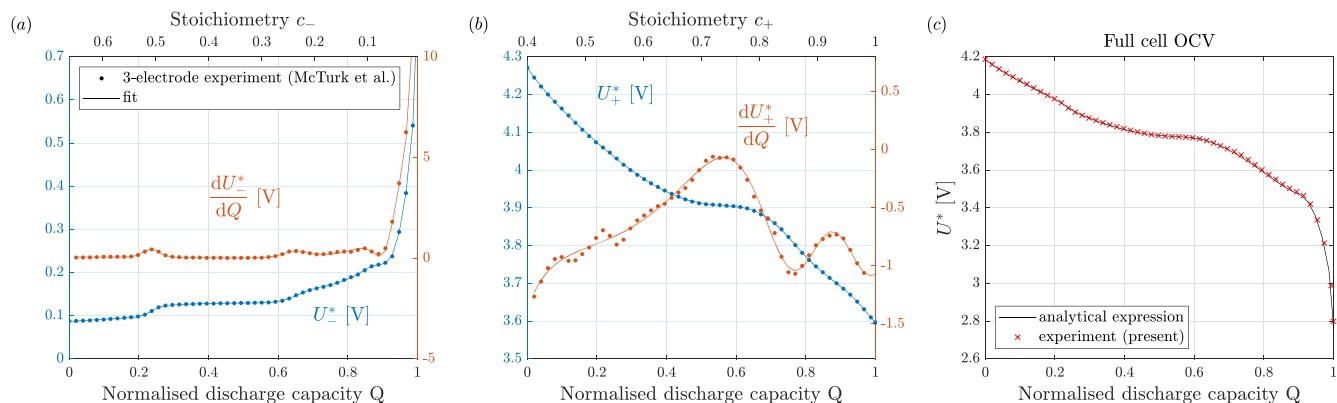 (a)
Stoichiometry c₋
0.6 0.5 0.4 0.3 0.2 0.1
0.7
0.6
0.5
0.4
0.3
0.2
0.1
0
10
5
0
-5
3-electrode experiment (McTurk et al.)
fit
dU₋*/dQ [V]
U₋* [V]
0 0.2 0.4 0.6 0.8 1
Normalised discharge capacity Q
(b)
Stoichiometry c₊
0.4 0.5 0.6 0.7 0.8 0.9 1
4.3
4.2
4.1
4
3.9
3.8
3.7
3.6
3.5
0.5
0
-0.5
-1
-1.5
U₊* [V]
dU₊*/dQ [V]
0 0.2 0.4 0.6 0.8 1
Normalised discharge capacity Q
(c)
Full cell OCV
4.2
4
3.8
3.6
3.4
3.2
3
2.8
2.6
U* [V]
analytical expression
experiment (present)
0 0.2 0.4 0.6 0.8 1
Normalised discharge capacity Q